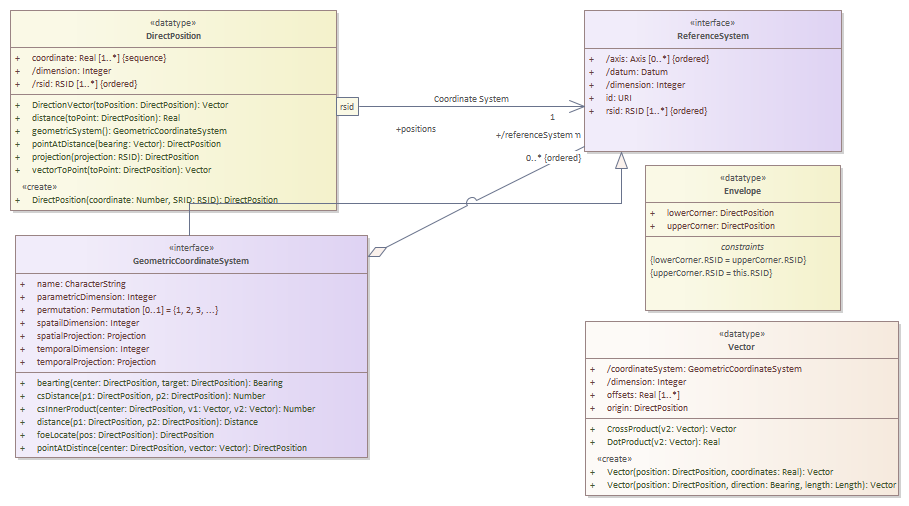 «datatype»
DirectPosition
+ coordinate: Real [1..*] {sequence}
+ /dimension: Integer
+ /rsid: RSID [1..*] {ordered}
+ DirectionVector(toPosition: DirectPosition): Vector
+ distance(toPoint: DirectPosition): Real
+ geometricSystem(): GeometricCoordinateSystem
+ pointAtDistance(bearing: Vector): DirectPosition
+ projection(projection: RSID): DirectPosition
+ vectorToPoint(toPoint: DirectPosition): Vector
«create»
+ DirectPosition(coordinate: Number, SRID: RSID): DirectPosition
rsid
Coordinate System
1
+positions
+/referenceSystem
0..* {ordered}
«interface»
ReferenceSystem
+ /axis: Axis [0..*] {ordered}
+ /datum: Datum
+ /dimension: Integer
+ id: URI
+ rsid: RSID [1..*] {ordered}
«datatype»
Envelope
+ lowerCorner: DirectPosition
+ upperCorner: DirectPosition
constraints
{lowerCorner.RSID = upperCorner.RSID}
{upperCorner.RSID = this.RSID}
«interface»
GeometricCoordinateSystem
+ name: CharacterString
+ parametricDimension: Integer
+ permutation: Permutation [0..1] = {1, 2, 3, ...}
+ spatailDimension: Integer
+ spatialProjection: Projection
+ temporalDimension: Integer
+ temporalProjection: Projection
+ bearting(center: DirectPosition, target: DirectPosition): Bearing
+ csDistance(p1: DirectPosition, p2: DirectPosition): Number
+ csInnerProduct(center: DirectPosition, v1: Vector, v2: Vector): Number
+ distance(p1: DirectPosition, p2: DirectPosition): Distance
+ foeLocate(pos: DirectPosition): DirectPosition
+ pointAtDistince(center: DirectPosition, vector: Vector): DirectPosition
«datatype»
Vector
+ /coordinateSystem: GeometricCoordinateSystem
+ /dimension: Integer
+ offsets: Real [1..*]
+ origin: DirectPosition
+ CrossProduct(v2: Vector): Vector
+ DotProduct(v2: Vector): Real
«create»
+ Vector(position: DirectPosition, coordinates: Real): Vector
+ Vector(position: DirectPosition, direction: Bearing, length: Length): Vector